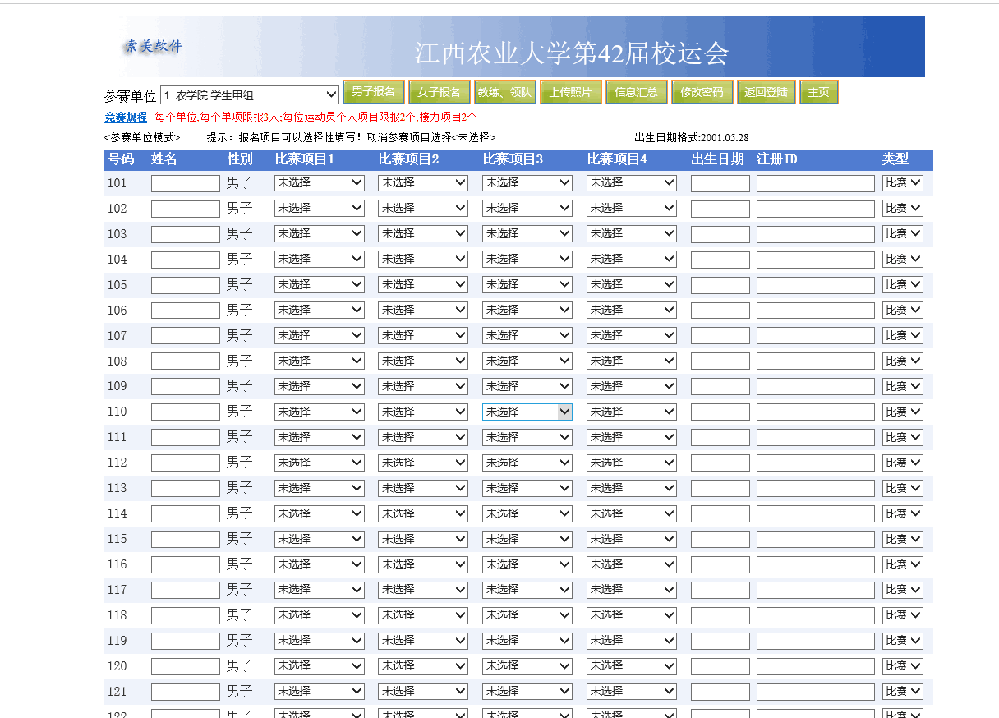 索美软件
江西农业大学第42届校运会
参赛单位 1. 农学院 学生甲组 男子报名 女子报名 教练、领队 上传照片 信息汇总 修改密码 返回登陆 主页
竞赛规程 每个单位,每个单项限报3人;每位运动员个人项目限报2个,接力项目2个
<参赛单位模式> 提示：报名项目可以选择性填写！取消参赛项目选择<未选择> 出生日期格式:2001.05.28
号码 姓名 性别 比赛项目1 比赛项目2 比赛项目3 比赛项目4 出生日期 注册ID 类型
101 男子 未选择 未选择 未选择 未选择 比赛
102 男子 未选择 未选择 未选择 未选择 比赛
103 男子 未选择 未选择 未选择 未选择 比赛
104 男子 未选择 未选择 未选择 未选择 比赛
105 男子 未选择 未选择 未选择 未选择 比赛
106 男子 未选择 未选择 未选择 未选择 比赛
107 男子 未选择 未选择 未选择 未选择 比赛
108 男子 未选择 未选择 未选择 未选择 比赛
109 男子 未选择 未选择 未选择 未选择 比赛
110 男子 未选择 未选择 未选择 未选择 比赛
111 男子 未选择 未选择 未选择 未选择 比赛
112 男子 未选择 未选择 未选择 未选择 比赛
113 男子 未选择 未选择 未选择 未选择 比赛
114 男子 未选择 未选择 未选择 未选择 比赛
115 男子 未选择 未选择 未选择 未选择 比赛
116 男子 未选择 未选择 未选择 未选择 比赛
117 男子 未选择 未选择 未选择 未选择 比赛
118 男子 未选择 未选择 未选择 未选择 比赛
119 男子 未选择 未选择 未选择 未选择 比赛
120 男子 未选择 未选择 未选择 未选择 比赛
121 男子 未选择 未选择 未选择 未选择 比赛
122 男子 未选择 未选择 未选择 未选择 比赛